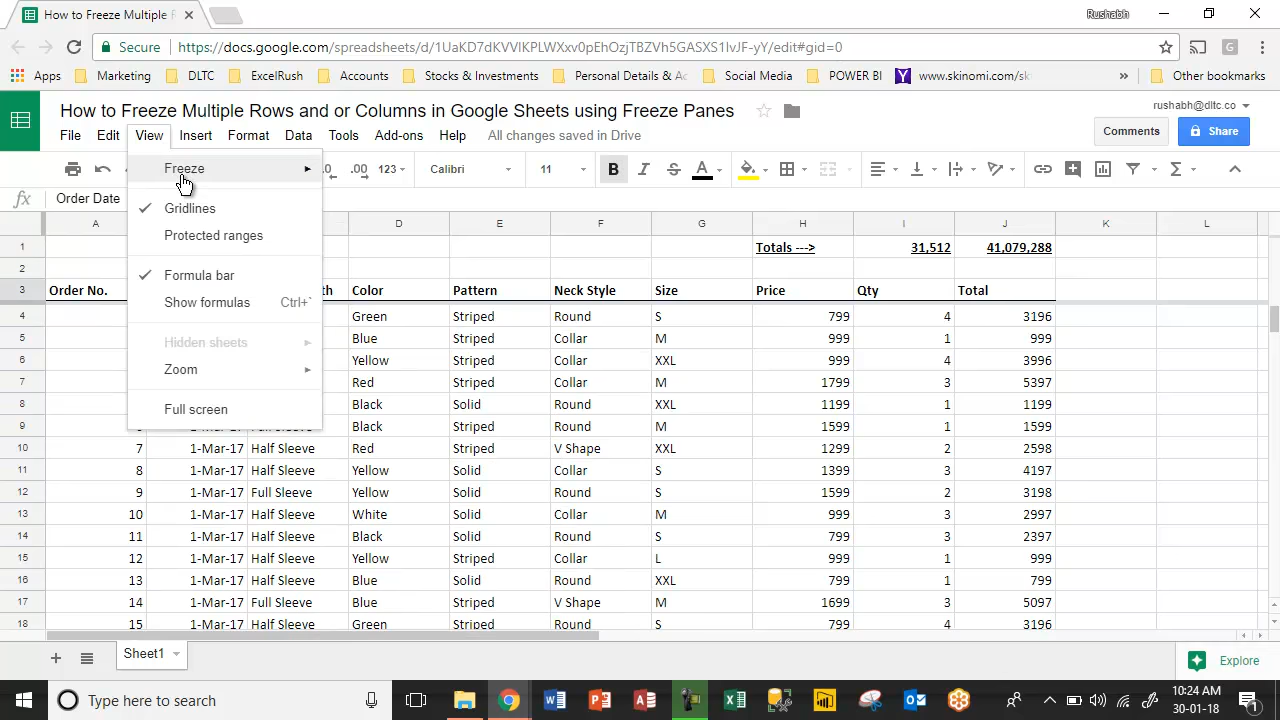 How to Freeze Multiple F
Rushabh
Secure https://docs.google.com/spreadsheets/d/1UaKD7dKVVlKPLWXxv0pEhOzjTBZVh5GASXS1IvJF-yY/edit#gid=0
Apps Marketing DLTC ExcelRush Accounts Stocks & Investments Personal Details & Ac Social Media POWER BI www.skinomi.com/sk » Other bookmarks
How to Freeze Multiple Rows and or Columns in Google Sheets using Freeze Panes
rushabh@dltc.co
File Edit View Insert Format Data Tools Add-ons Help All changes saved in Drive
Comments Share
Freeze .0 .00 123 Calibri 11 B I S A
fx Order Date
Gridlines
Protected ranges
Formula bar
Show formulas Ctrl+`
Hidden sheets
Zoom
Full screen
A D E F G H I J K L
1 Totals ---> 31,512 41,079,288
2
3 Order No. th Color Pattern Neck Style Size Price Qty Total
4 Green Striped Round S 799 4 3196
5 Blue Striped Collar M 999 1 999
6 Yellow Striped Collar XXL 999 4 3996
7 Red Striped Collar M 1799 3 5397
8 Black Solid Round XXL 1199 1 1199
9 Black Striped Round M 1599 1 1599
10 7 1-Mar-17 Half Sleeve Red Striped V Shape XXL 1299 2 2598
11 8 1-Mar-17 Half Sleeve Yellow Solid Collar S 1399 3 4197
12 9 1-Mar-17 Full Sleeve Yellow Solid Round S 1599 2 3198
13 10 1-Mar-17 Half Sleeve White Solid Collar M 999 3 2997
14 11 1-Mar-17 Half Sleeve Black Solid Round S 799 3 2397
15 12 1-Mar-17 Half Sleeve Yellow Striped Collar L 999 1 999
16 13 1-Mar-17 Half Sleeve Blue Solid Round XXL 799 1 799
17 14 1-Mar-17 Full Sleeve Blue Striped V Shape M 1699 3 5097
18 15 1-Mar-17 Half Sleeve Green Striped Round S 799 4 3196
Sheet1
Explore
Type here to search
10:24 AM
30-01-18